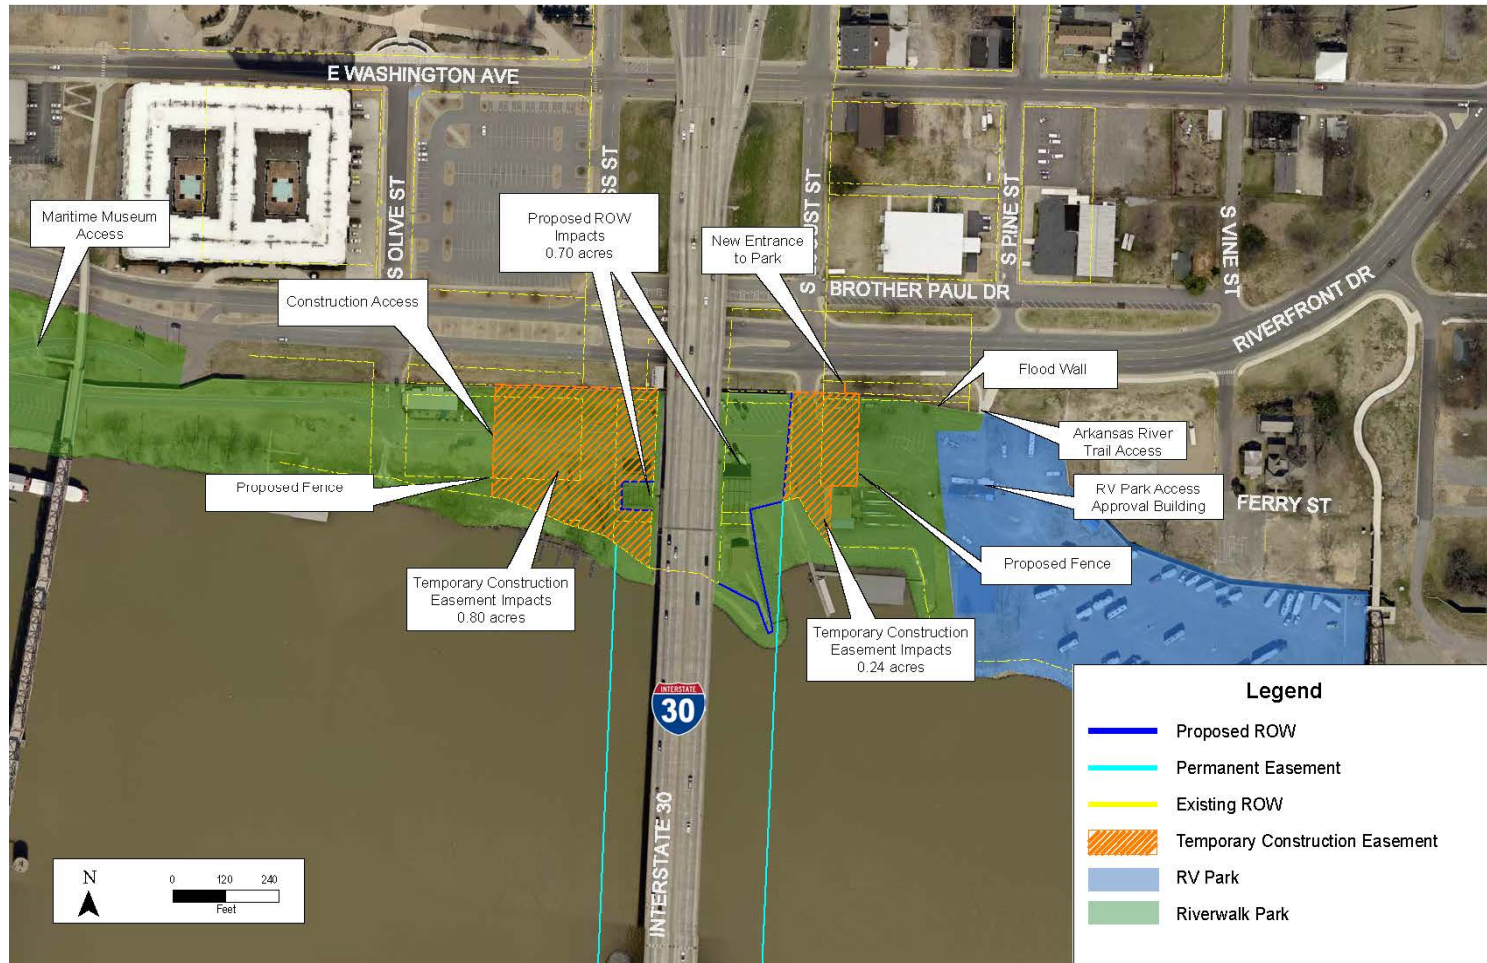 E WASHINGTON AVE
Maritime Museum
Access
S OLIVE ST
SS ST
Proposed ROW
Impacts
0.70 acres
New Entrance
to Park
UST ST
S
S PINE ST
S VINE ST
BROTHER PAUL DR
RIVERFRONT DR
Construction Access
Flood Wall
Arkansas River
Trail Access
Proposed Fence
RV Park Access
Approval Building
FERRY ST
Proposed Fence
Temporary Construction
Easement Impacts
0.80 acres
Temporary Construction
Easement Impacts
0.24 acres
INTERSTATE
30
INTERSTATE 30
Legend
Proposed ROW
Permanent Easement
Existing ROW
Temporary Construction Easement
RV Park
Riverwalk Park
N
0 120 240
Feet